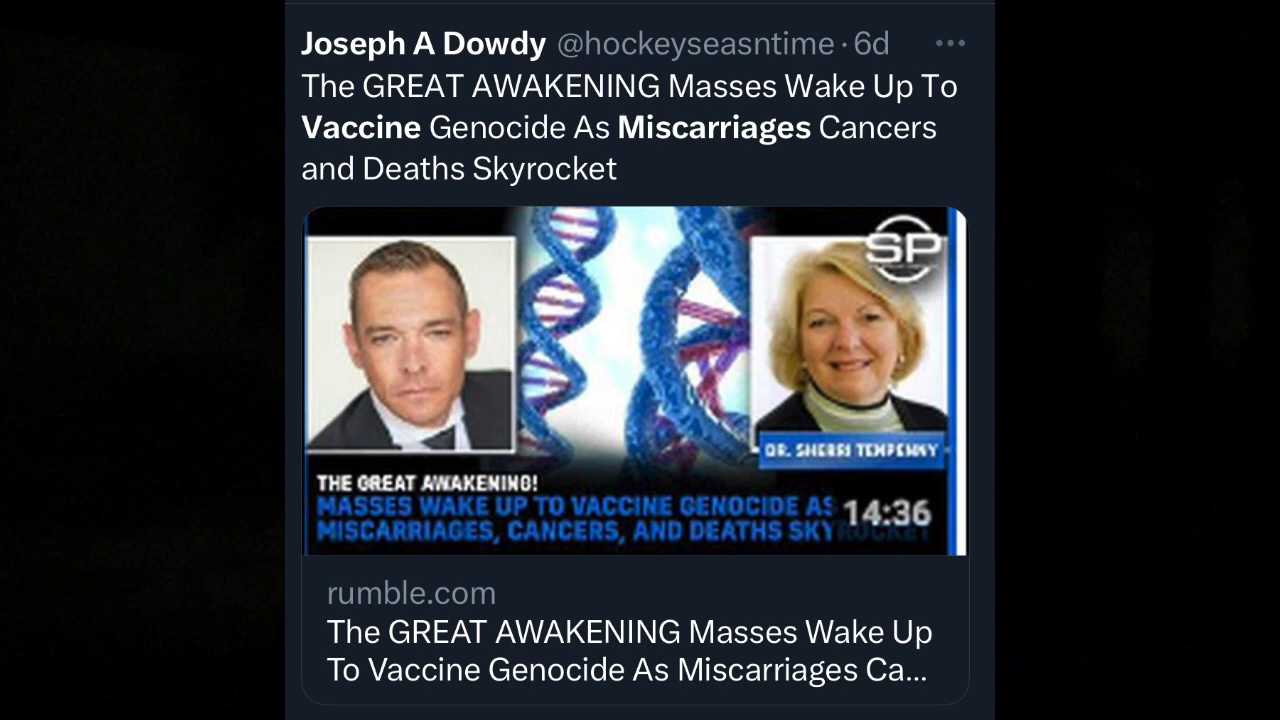 Joseph A Dowdy @hockeyseasntime · 6d
The GREAT AWAKENING Masses Wake Up To
Vaccine Genocide As Miscarriages Cancers
and Deaths Skyrocket
SP
DR. SHERRI TENPENNY
THE GREAT AWAKENING!
MASSES WAKE UP TO VACCINE GENOCIDE AS
MISCARRIAGES, CANCERS, AND DEATHS SKYROCKET
14:36
rumble.com
The GREAT AWAKENING Masses Wake Up
To Vaccine Genocide As Miscarriages Ca...